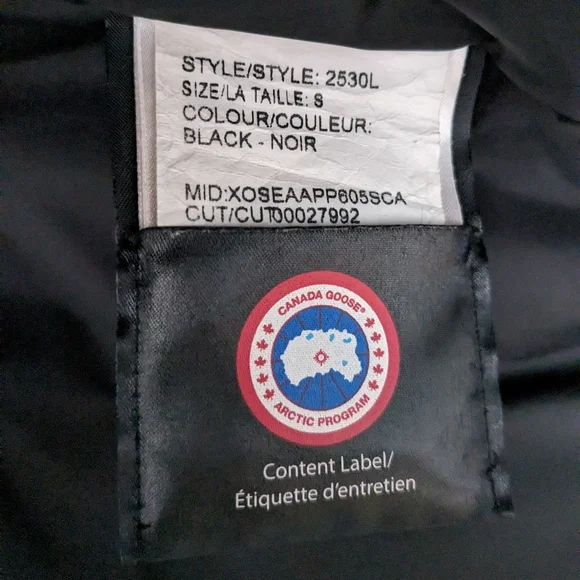 STYLE/STYLE: 2530L
SIZE/LA TAILLE: S
COLOUR/COULEUR:
BLACK - NOIR
MID:XOSEAAPP605SCA
CUT/CUT00027992
CANADA GOOSE®
ARCTIC PROGRAM
Content Label/
Étiquette d'entretien